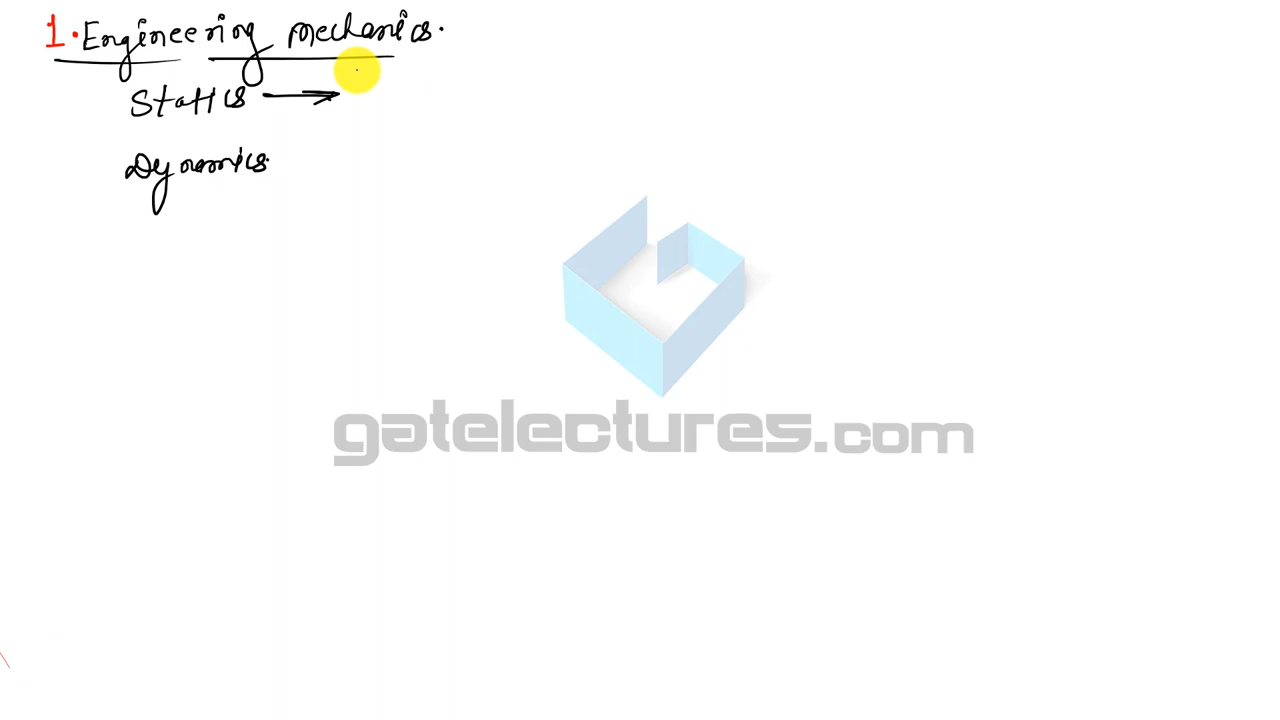 1. Engineering mechanics.
Statics →
Dynamics.
gatelectures.com